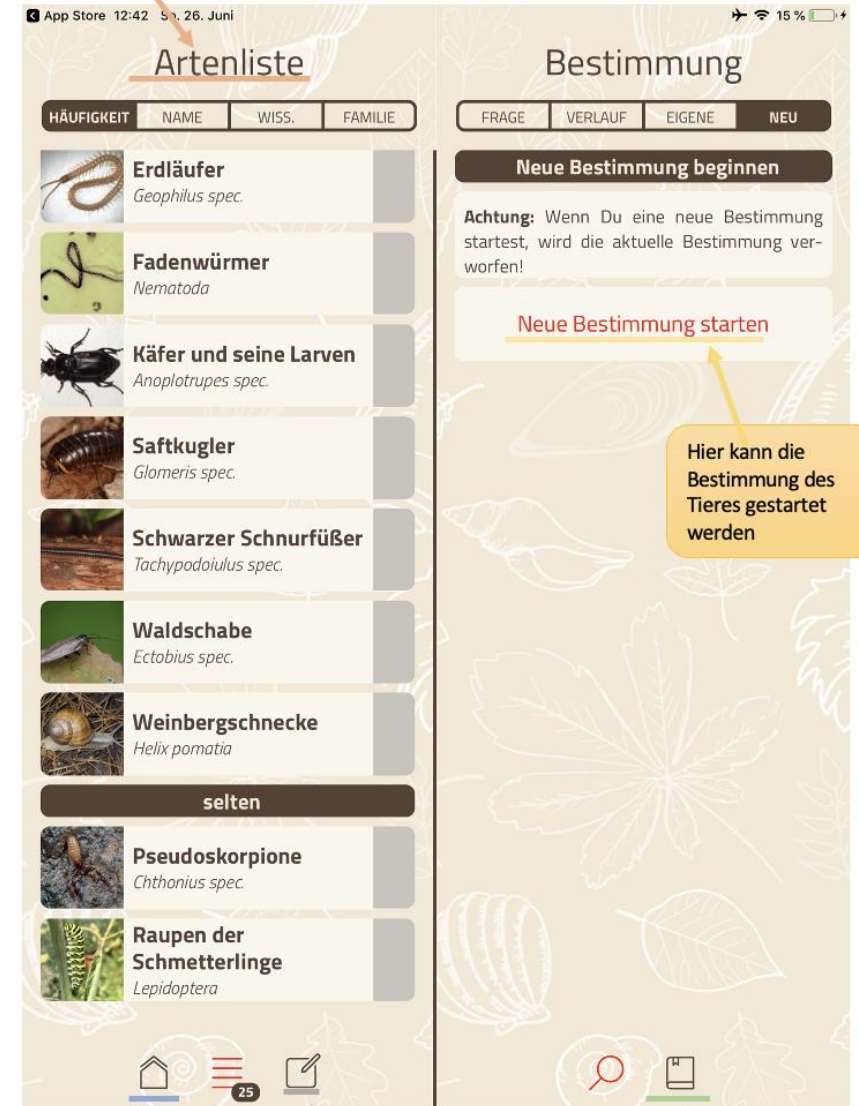 App Store 12:42 So. 26. Juni
15 %
Artenliste
HÄUFIGKEIT NAME WISS. FAMILIE
Erdläufer
Geophilus spec.
Fadenwürmer
Nematoda
Käfer und seine Larven
Anoplotrupes spec.
Saftkugler
Glomeris spec.
Schwarzer Schnurfüßer
Tachypodoiulus spec.
Waldschabe
Ectobius spec.
Weinbergschnecke
Helix pomatia
selten
Pseudoskorpione
Chthonius spec.
Raupen der
Schmetterlinge
Lepidoptera
25
Bestimmung
FRAGE VERLAUF EIGENE NEU
Neue Bestimmung beginnen
Achtung: Wenn Du eine neue Bestimmung
startest, wird die aktuelle Bestimmung ver-
worfen!
Neue Bestimmung starten
Hier kann die
Bestimmung des
Tieres gestartet
werden